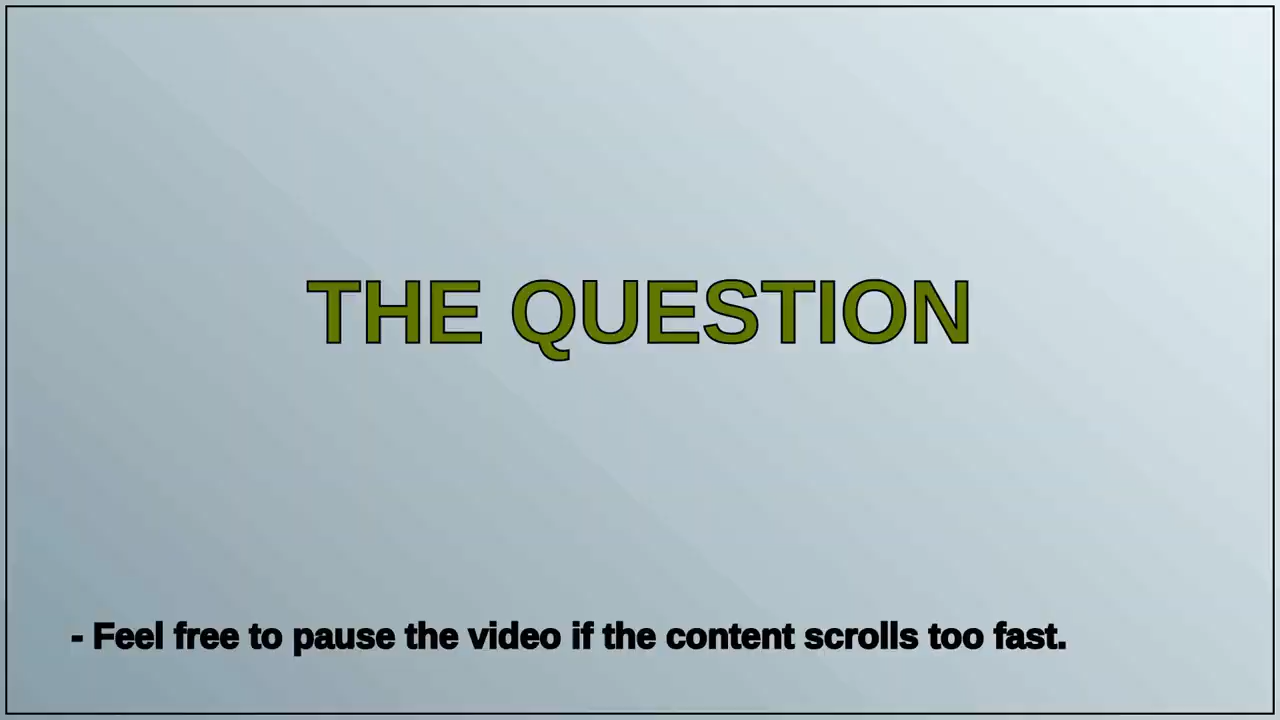 THE QUESTION
- Feel free to pause the video if the content scrolls too fast.